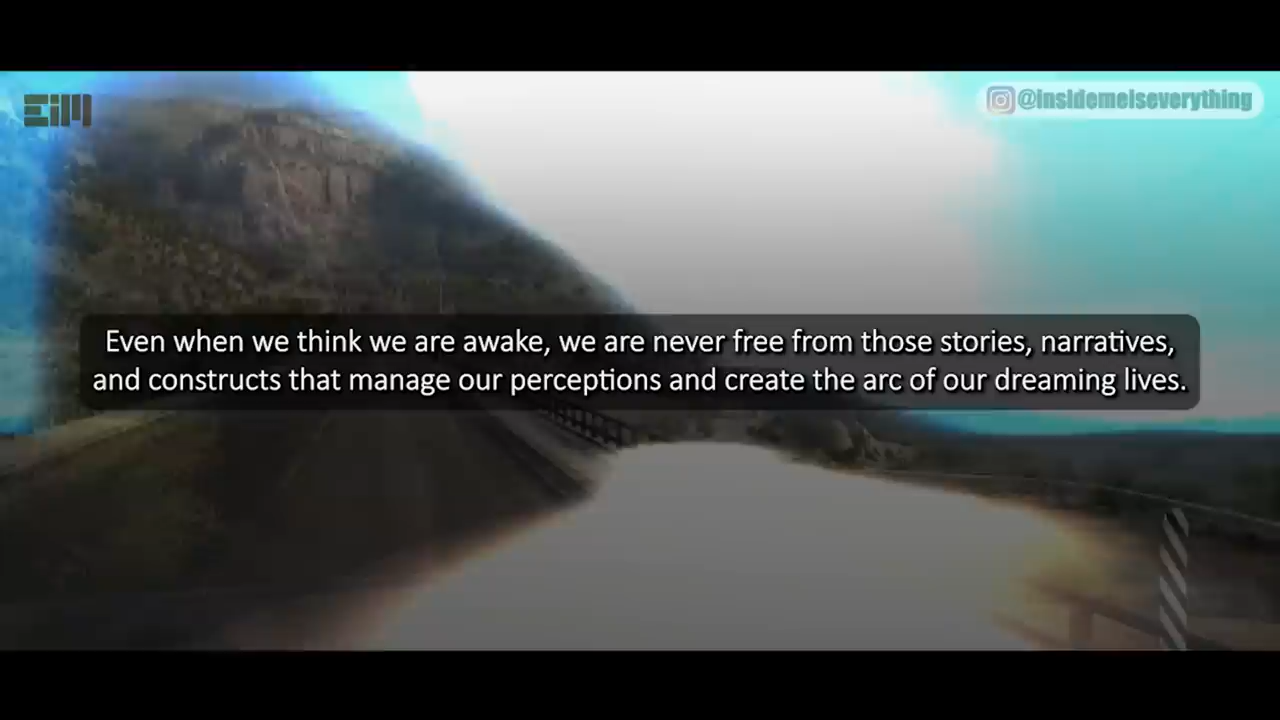 EiM
@insidemeiseverything
Even when we think we are awake, we are never free from those stories, narratives,
and constructs that manage our perceptions and create the arc of our dreaming lives.